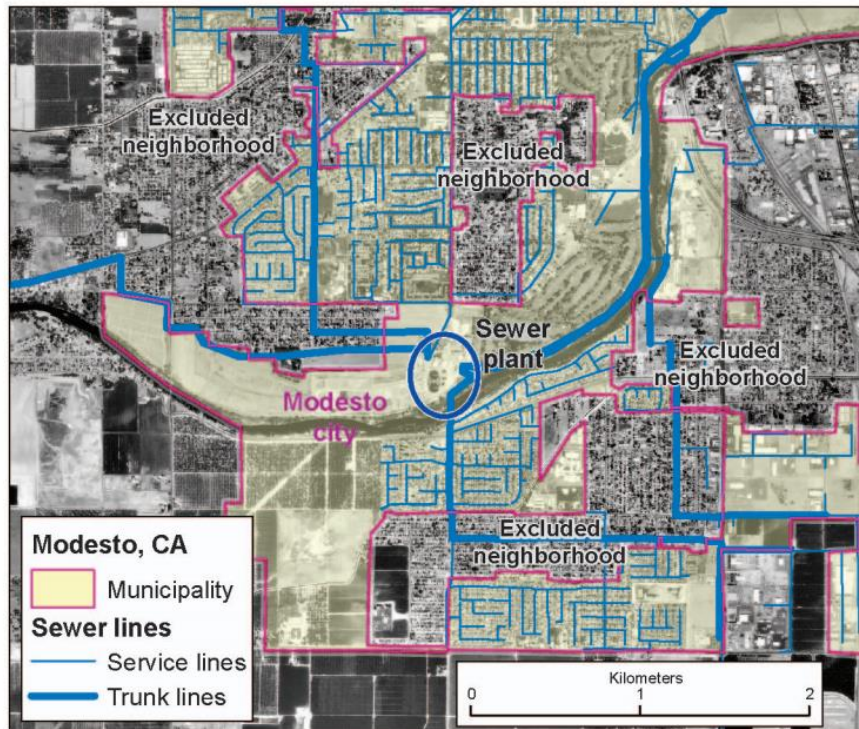 Excluded
neighborhood
Excluded
neighborhood
Sewer
plant
Excluded
neighborhood
Modesto
city
Excluded
neighborhood
Modesto, CA
Municipality
Sewer lines
Service lines
Trunk lines
Kilometers
0 1 2